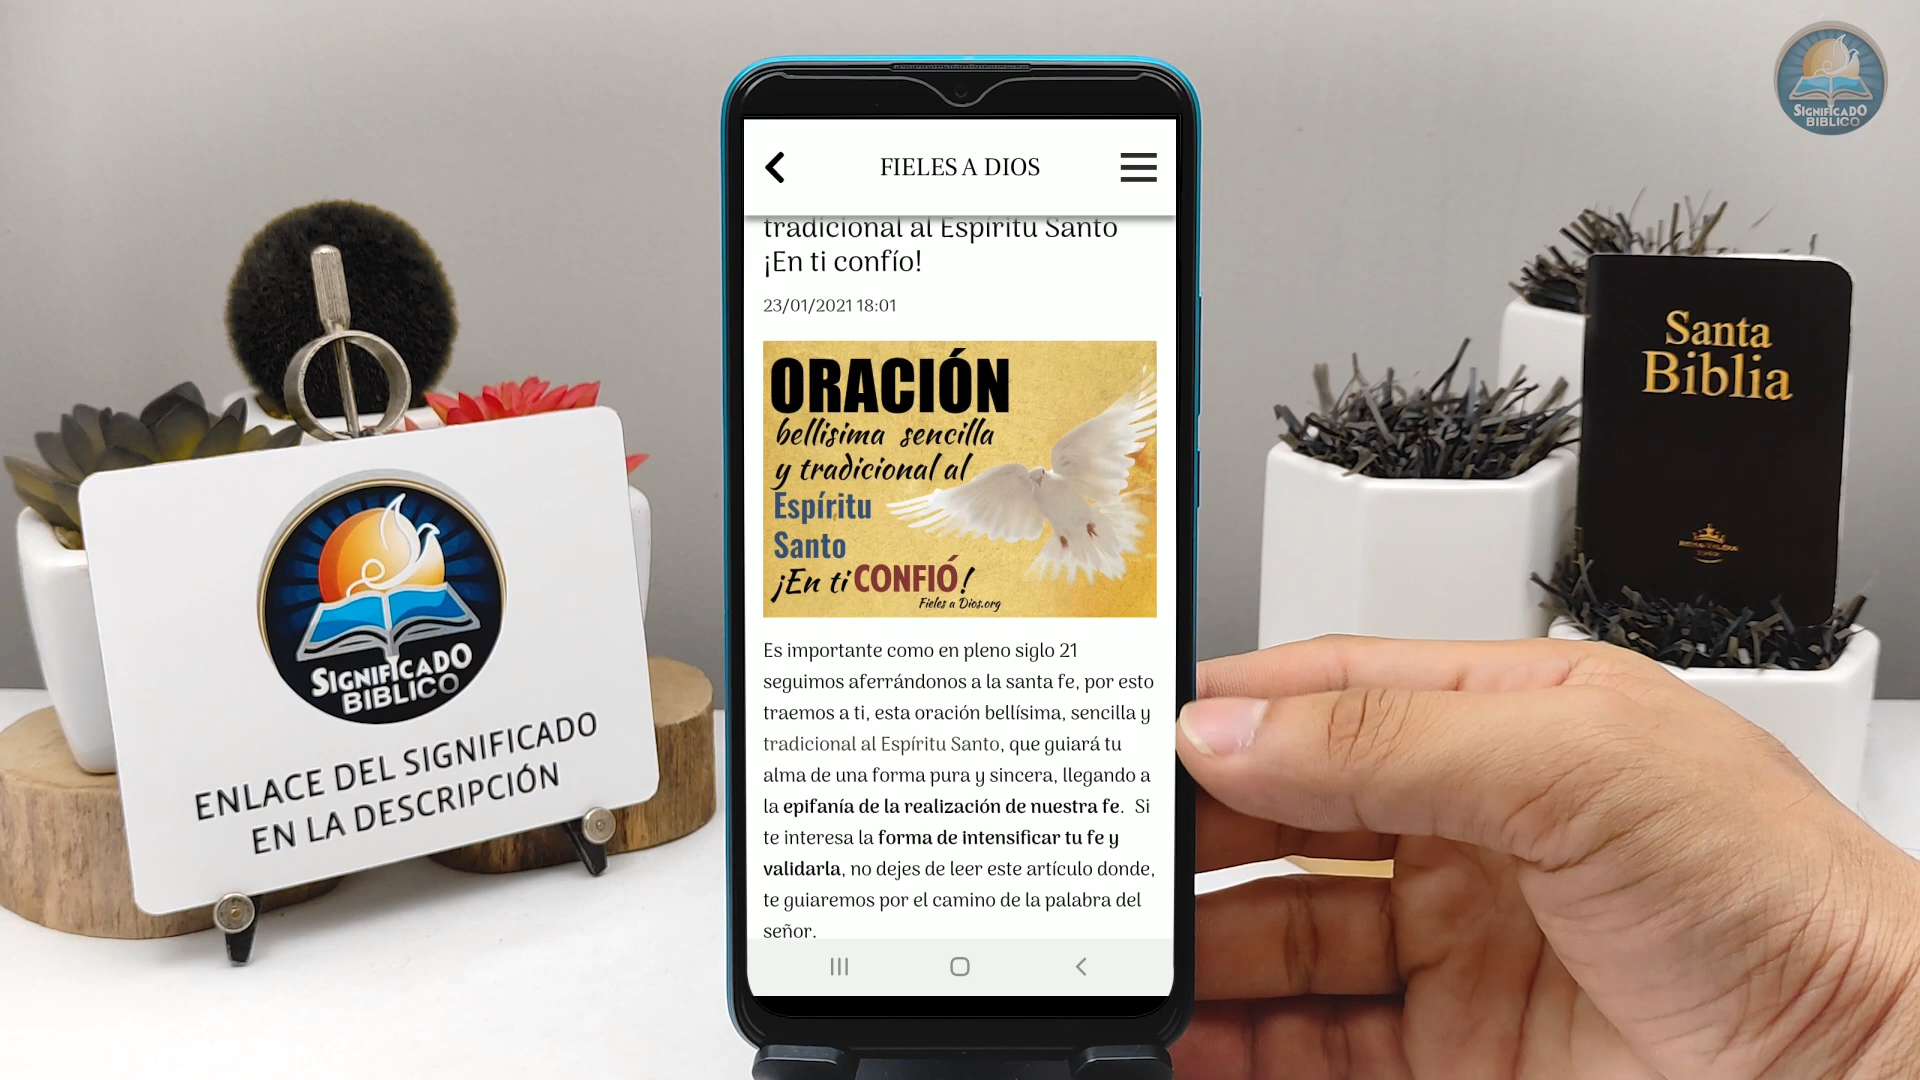 SIGNIFICADO
BIBLICO
FIELES A DIOS
tradicional al Espíritu Santo
¡En ti confío!
23/01/2021 18:01
ORACIÓN
bellisima sencilla
y tradicional al
Espíritu
Santo
¡En ti CONFIÓ!
Fieles a Dios.org
Es importante como en pleno siglo 21
seguimos aferrándonos a la santa fe, por esto
traemos a ti, esta oración bellísima, sencilla y
tradicional al Espíritu Santo, que guiará tu
alma de una forma pura y sincera, llegando a
la epifanía de la realización de nuestra fe. Si
te interesa la forma de intensificar tu fe y
validarla, no dejes de leer este artículo donde,
te guiaremos por el camino de la palabra del
señor.
SIGNIFICADO
BIBLICO
ENLACE DEL SIGNIFICADO
EN LA DESCRIPCIÓN
Santa
Biblia
REINA-VALERA